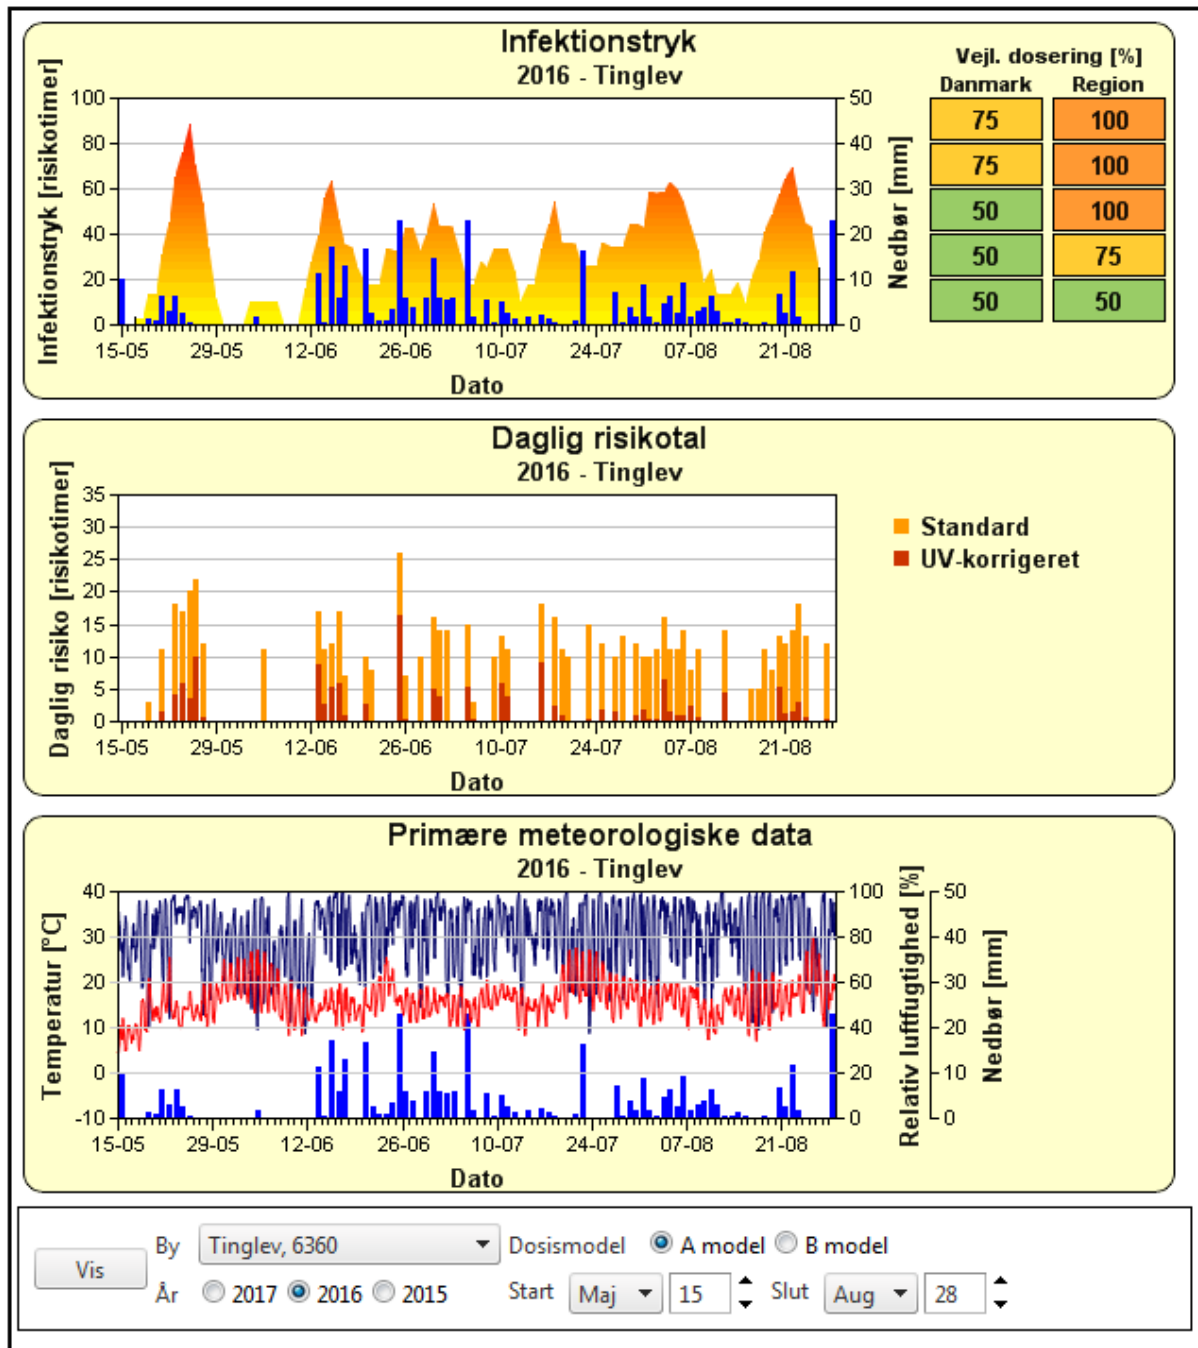 Infektionstryk
2016 - Tinglev
Infektionstryk [risikotimer]
100
80
60
40
20
0
50
40
30
20
10
0
Nedbør [mm]
15-05 29-05 12-06 26-06 10-07 24-07 07-08 21-08
Dato
Vejl. dosering [%]
Danmark Region
75 100
75 100
50 100
50 75
50 50
Daglig risikotal
2016 - Tinglev
Daglig risiko [risikotimer]
35
30
25
20
15
10
5
0
15-05 29-05 12-06 26-06 10-07 24-07 07-08 21-08
Dato
Standard
UV-korrigeret
Primære meteorologiske data
2016 - Tinglev
Temperatur [°C]
40
30
20
10
0
-10
100
80
60
40
20
0
Relativ luftfugtighed [%]
50
40
30
20
10
0
Nedbør [mm]
15-05 29-05 12-06 26-06 10-07 24-07 07-08 21-08
Dato
Vis
By Tinglev, 6360 Dosismodel A model B model
År 2017 2016 2015 Start Maj 15 Slut Aug 28